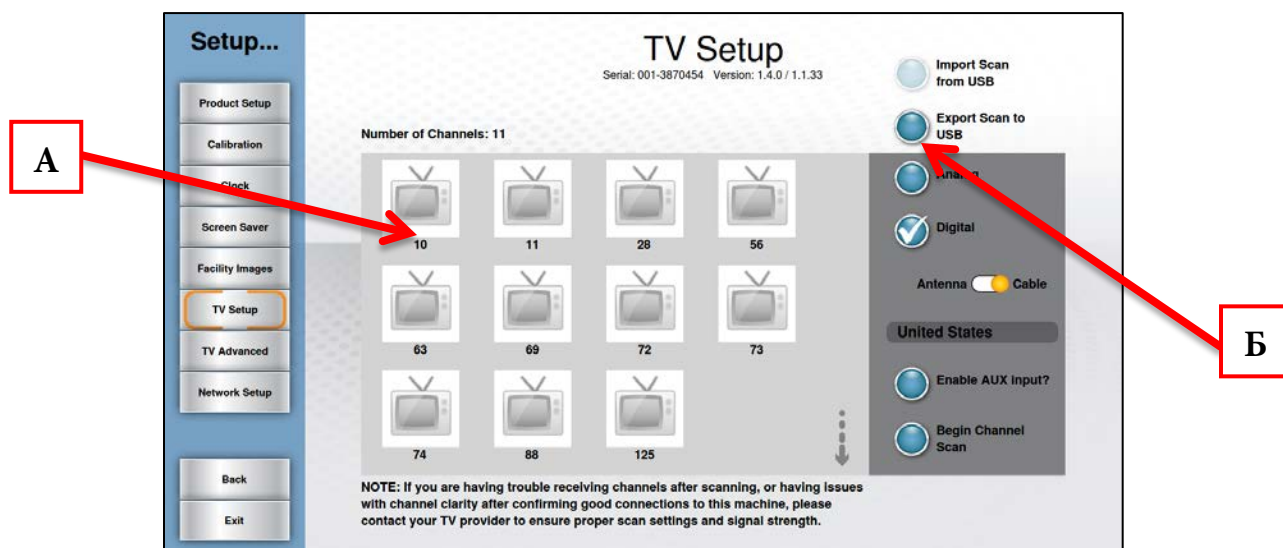 Setup...
TV Setup
Serial: 001-3870454 Version: 1.4.0 / 1.1.33
Product Setup
Calibration
Clock
Screen Saver
Facility Images
TV Setup
TV Advanced
Network Setup
Back
Exit
А
Number of Channels: 11
10 11 28 56
63 69 72 73
74 88 125
NOTE: If you are having trouble receiving channels after scanning, or having issues
with channel clarity after confirming good connections to this machine, please
contact your TV provider to ensure proper scan settings and signal strength.
Import Scan
from USB
Export Scan to
USB
Analog
Digital
Antenna Cable
United States
Enable AUX input?
Begin Channel
Scan
Б